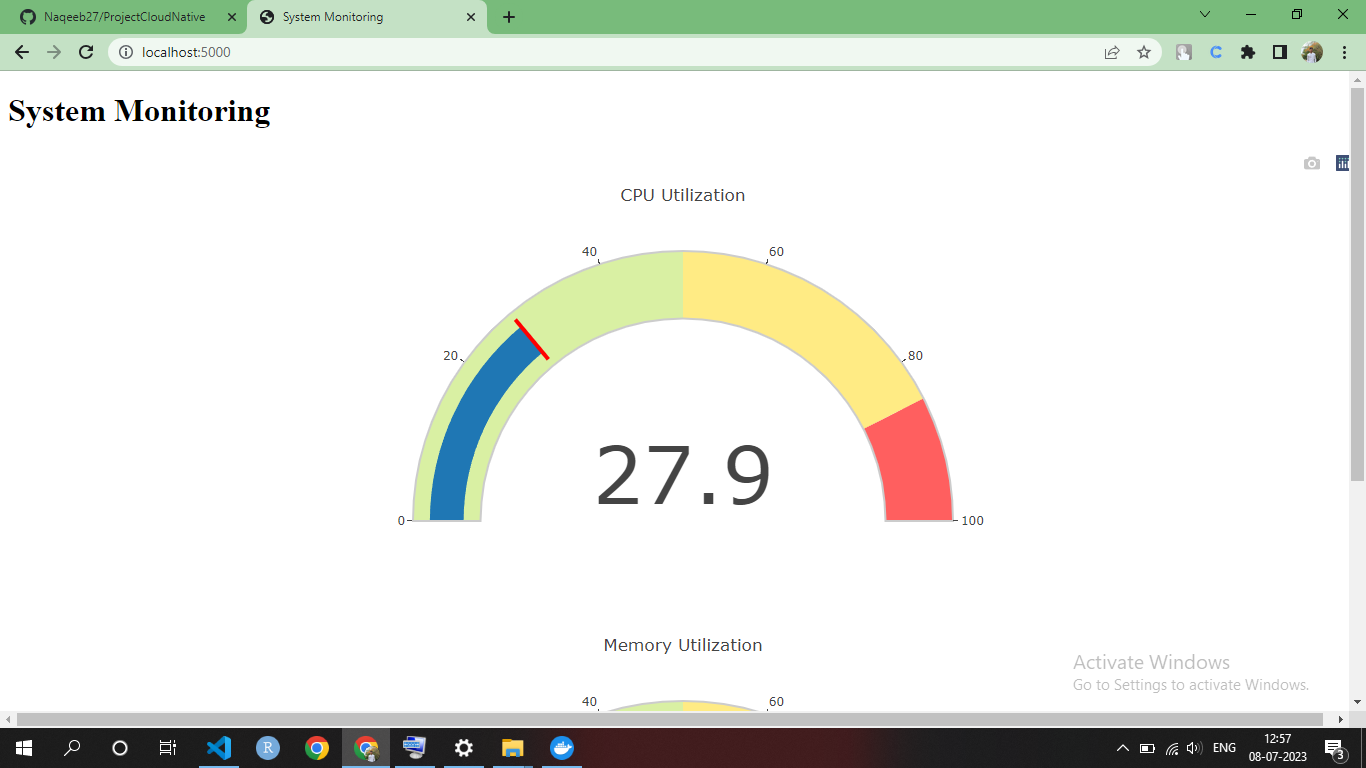 Naqeeb27/ProjectCloudNative
System Monitoring
localhost:5000
C
System Monitoring
CPU Utilization
40
60
20
80
27.9
0
100
Memory Utilization
40
60
Activate Windows
Go to Settings to activate Windows.
R
ENG
12:57
08-07-2023
3